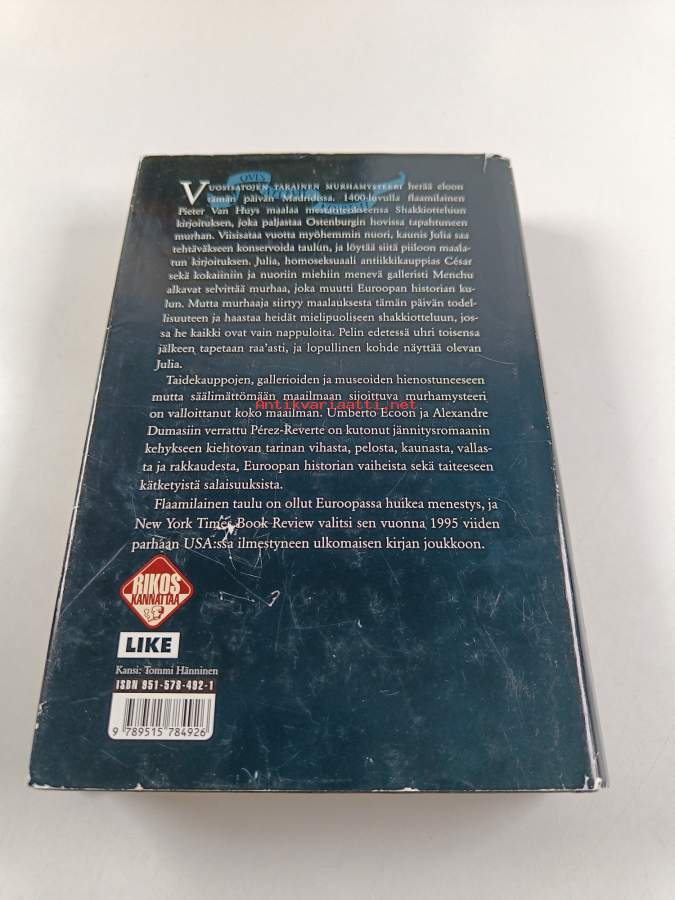 QVIS
VUOSISATOJEN TAKAINEN MURHAMYSTEERI herää eloon
tämän päivän Madridissa. 1400-luvulla flaamilainen
Pieter Van Huys maalaa mestariteokseensa Shakkiotteluun
kirjoituksen, joka paljastaa Ostenburgin hovissa tapahtuneen
murhan. Viisisataa vuotta myöhemmin nuori, kaunis Julia saa
tehtäväkseen konservoida taulun, ja löytää siitä piiloon maala-
tun kirjoituksen. Julia, homoseksuaali antiikkikauppias César
sekä kokaiiniin ja nuoriin miehiin menevä galleristi Menchu
alkavat selvittää murhaa, joka muutti Euroopan historian ku-
lun. Mutta murhaaja siirtyy maalauksesta tämän päivän todel-
lisuuteen ja haastaa heidät mielipuoliseen shakkiotteluun, jos-
sa he kaikki ovat vain nappuloita. Pelin edetessä uhri toisensa
jälkeen tapetaan raa'asti, ja lopullinen kohde näyttää olevan
Julia.
Taidekauppojen, gallerioiden ja museoiden hienostuneeseen
mutta säälimättömään maailmaan sijoittuva murhamysteeri
Antikvariaatti.net
on valloittanut koko maailman. Umberto Ecoon ja Alexandre
Dumasiin verrattu Pérez-Reverte on kutonut jännitysromaanin
kehykseen kiehtovan tarinan vihasta, pelosta, kaunasta, vallas-
ta ja rakkaudesta, Euroopan historian vaiheista sekä taiteeseen
kätketyistä salaisuuksista.
Flaamilainen taulu on ollut Euroopassa huikea menestys, ja
New York Times Book Review valitsi sen vuonna 1995 viiden
parhaan USA:ssa ilmestyneen ulkomaisen kirjan joukkoon.
RIKOS
KANNATTAA
LIKE
Kansi: Tommi Hänninen
ISBN 951-578-492-1
9 789515 784926